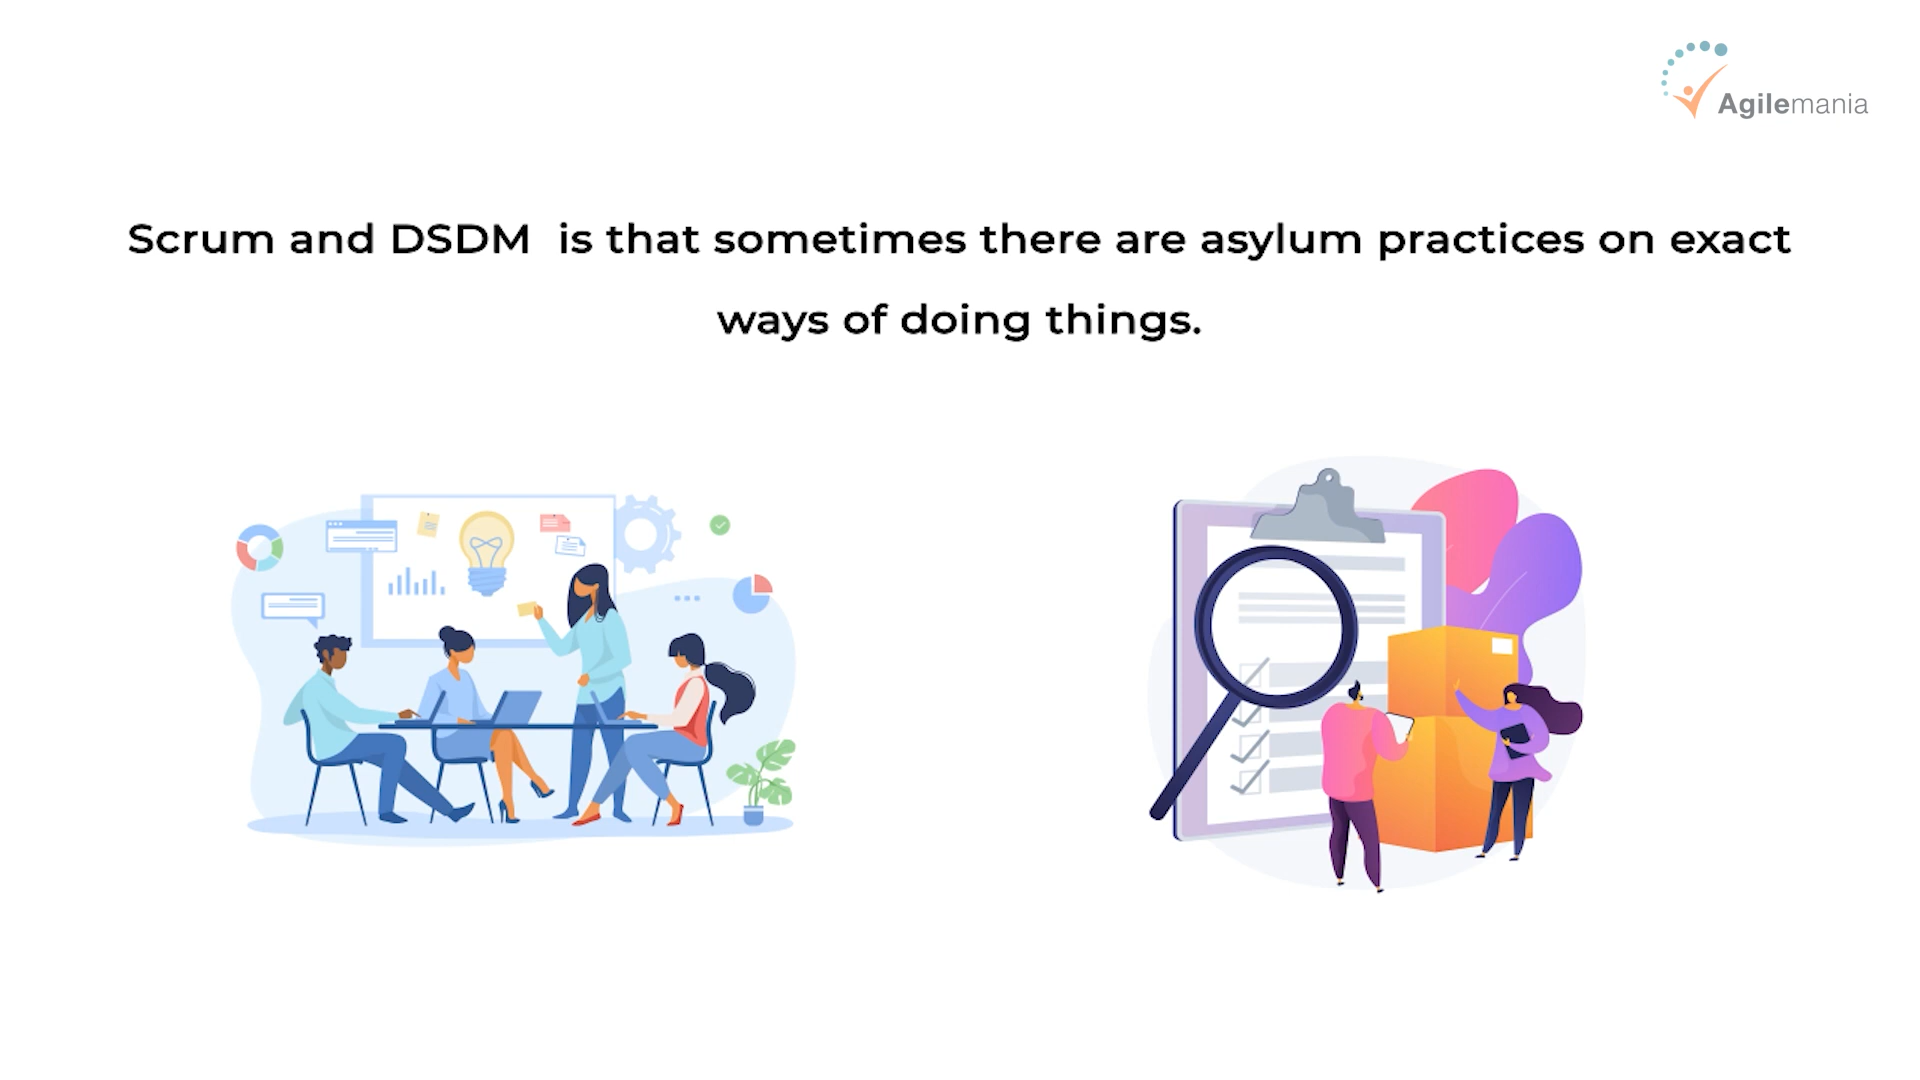 Agilemania
Scrum and DSDM  is that sometimes there are asylum practices on exact
ways of doing things.